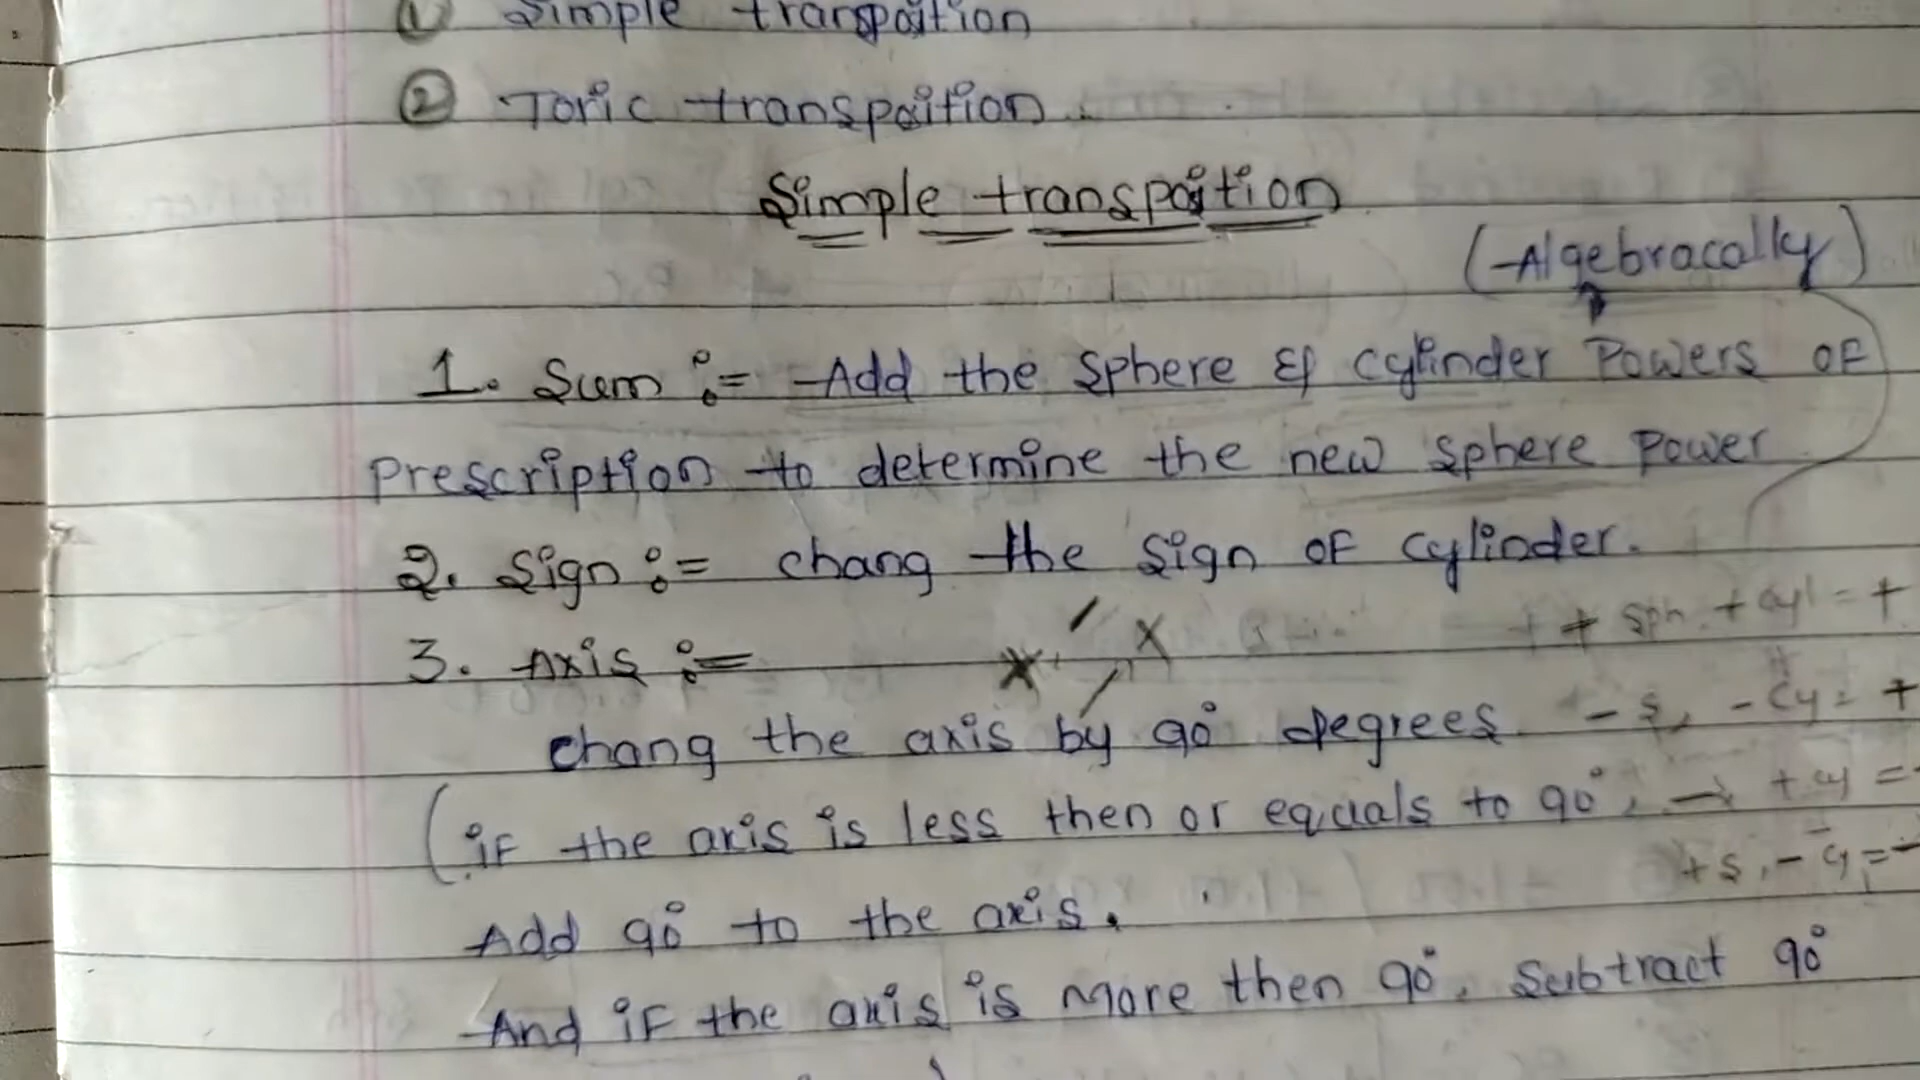 ① Simple transpoition
② Toric transpoition.
Simple transpoition
(Algebracally)
1. Sum := Add the sphere & cylinder Powers OF
prescription to determine the new sphere power
2. Sign := chang the sign OF cylinder.
+ sph. + cyl = +
3. Axis :=
chang the axis by 90° degrees
- s, - cy = +
(iF the axis is less then or equals to 90°, → + cy =
+ s, - cy = -
Add 90° to the axis.
And iF the axis is more then 90°, Subtract 90°